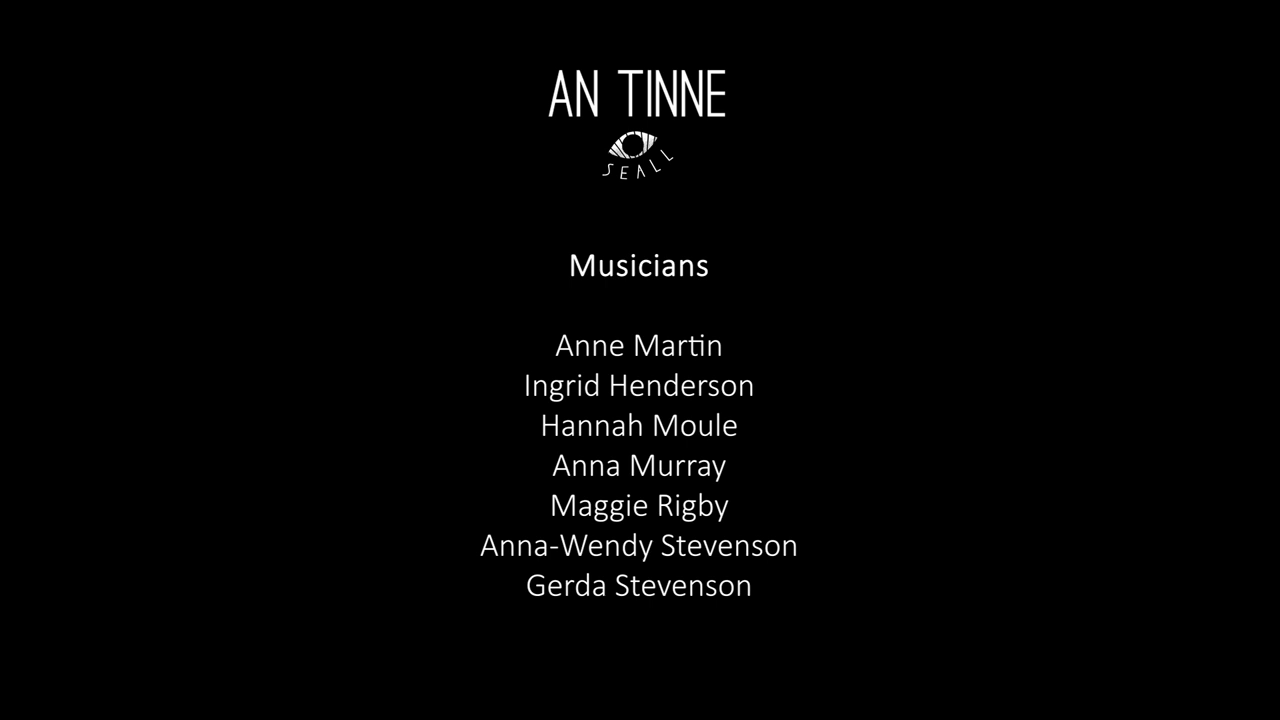 AN TINNE
SEALL
Musicians
Anne Martin
Ingrid Henderson
Hannah Moule
Anna Murray
Maggie Rigby
Anna-Wendy Stevenson
Gerda Stevenson